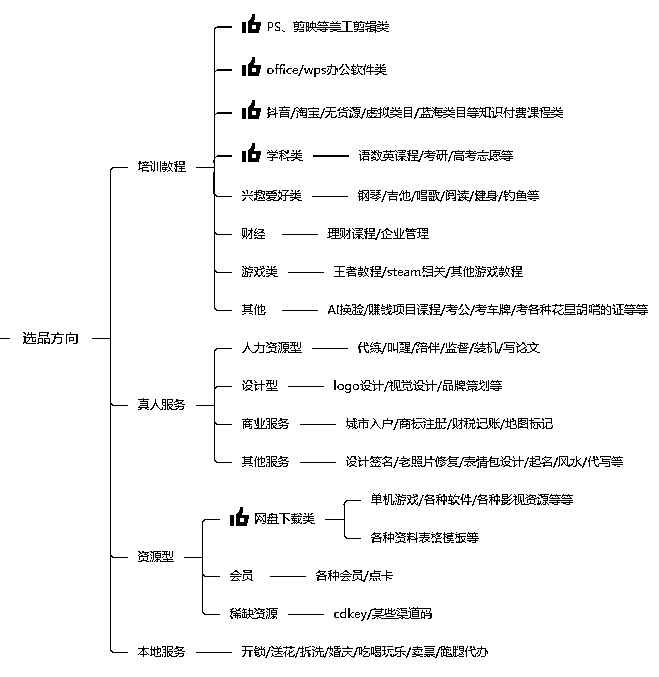 选品方向
培训教程
PS、剪映等美工剪辑类
office/wps办公软件类
抖音/淘宝/无货源/虚拟类目/蓝海类目等知识付费课程类
学科类
语数英课程/考研/高考志愿等
兴趣爱好类
钢琴/吉他/唱歌/阅读/健身/钓鱼等
财经
理财课程/企业管理
游戏类
王者教程/steam相关/其他游戏教程
其他
AI换脸/赚钱项目课程/考公/考车牌/考各种花里胡哨的证等等
真人服务
人力资源型
代练/叫醒/陪伴/监督/装机/写论文
设计型
logo设计/视觉设计/品牌策划等
商业服务
城市入户/商标注册/财税记账/地图标记
其他服务
设计签名/老照片修复/表情包设计/起名/风水/代写等
资源型
网盘下载类
单机游戏/各种软件/各种影视资源等等
各种资料表格模板等
会员
各种会员/点卡
稀缺资源
cdkey/某些渠道码
本地服务
开锁/送花/拆洗/婚庆/吃喝玩乐/卖票/跑腿代办